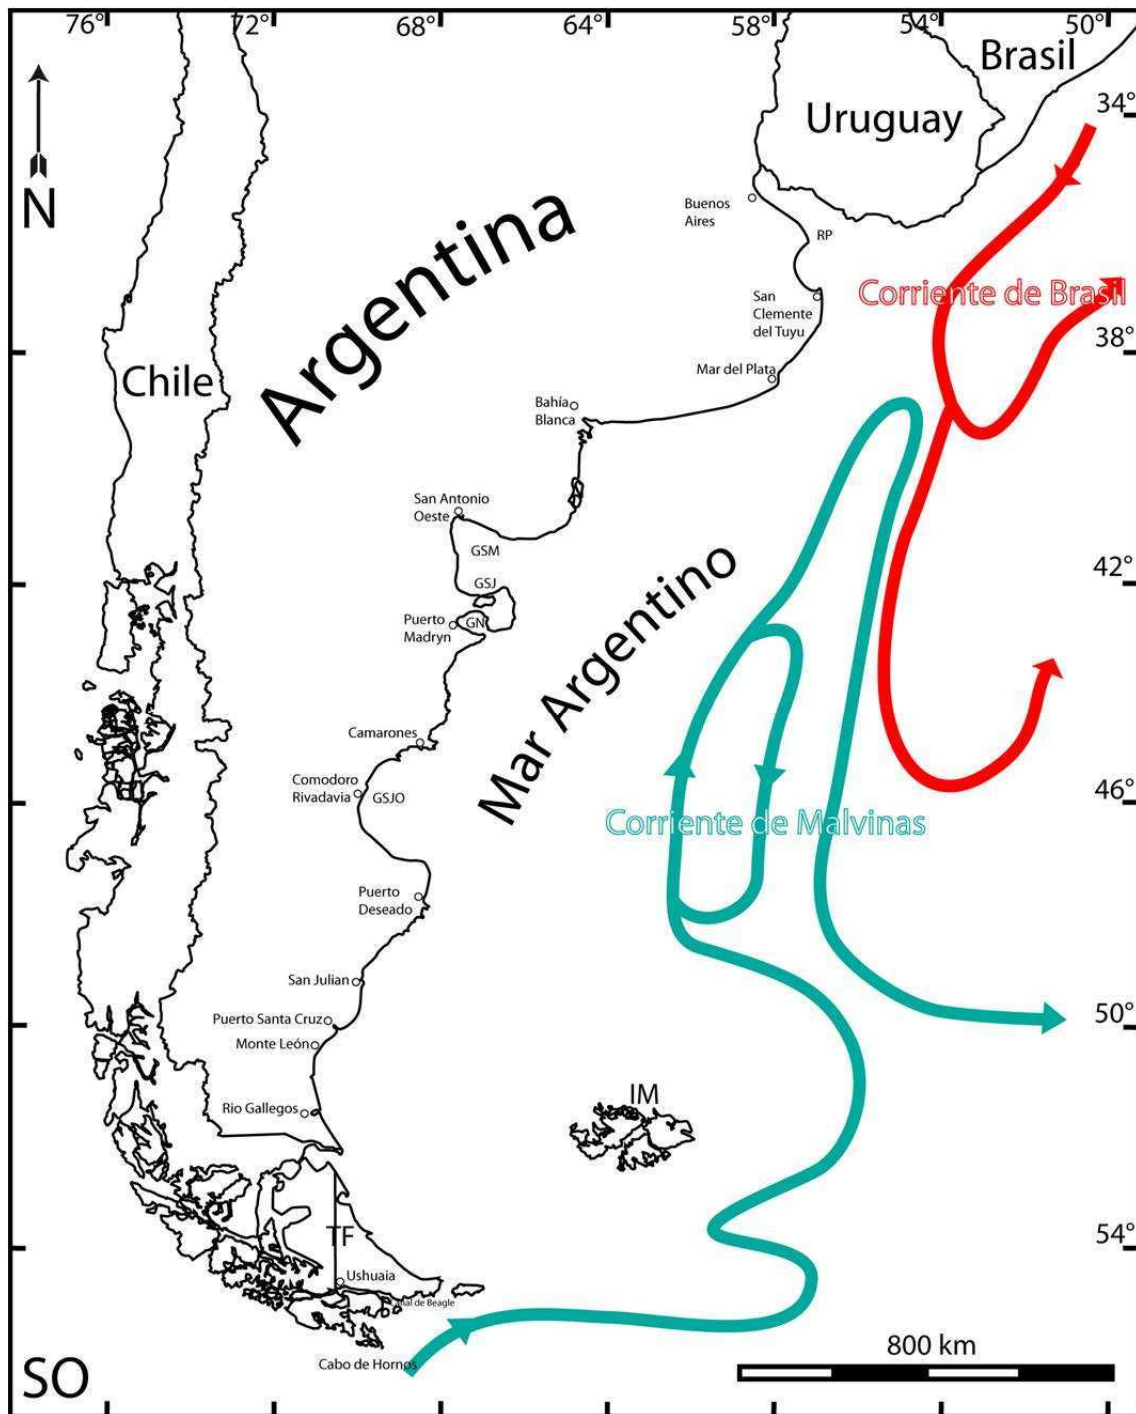 76°
72°
68°
64°
58°
54°
50°
Brasil
34°
Uruguay
N
Buenos
Aires
RP
Argentina
Corriente de Brasil
San
Clemente
del Tuyu
38°
Chile
Mar del Plata
Bahía
Blanca
San Antonio
Oeste
GSM
42°
GSJ
Puerto
Madryn
GN
Mar Argentino
Camarones
Comodoro
Rivadavia
GSJO
46°
Corriente de Malvinas
Puerto
Deseado
San Julian
Puerto Santa Cruz
50°
Monte León
IM
Rio Gallegos
TF
54°
Ushuaia
Canal de Beagle
800 km
Cabo de Hornos
SO